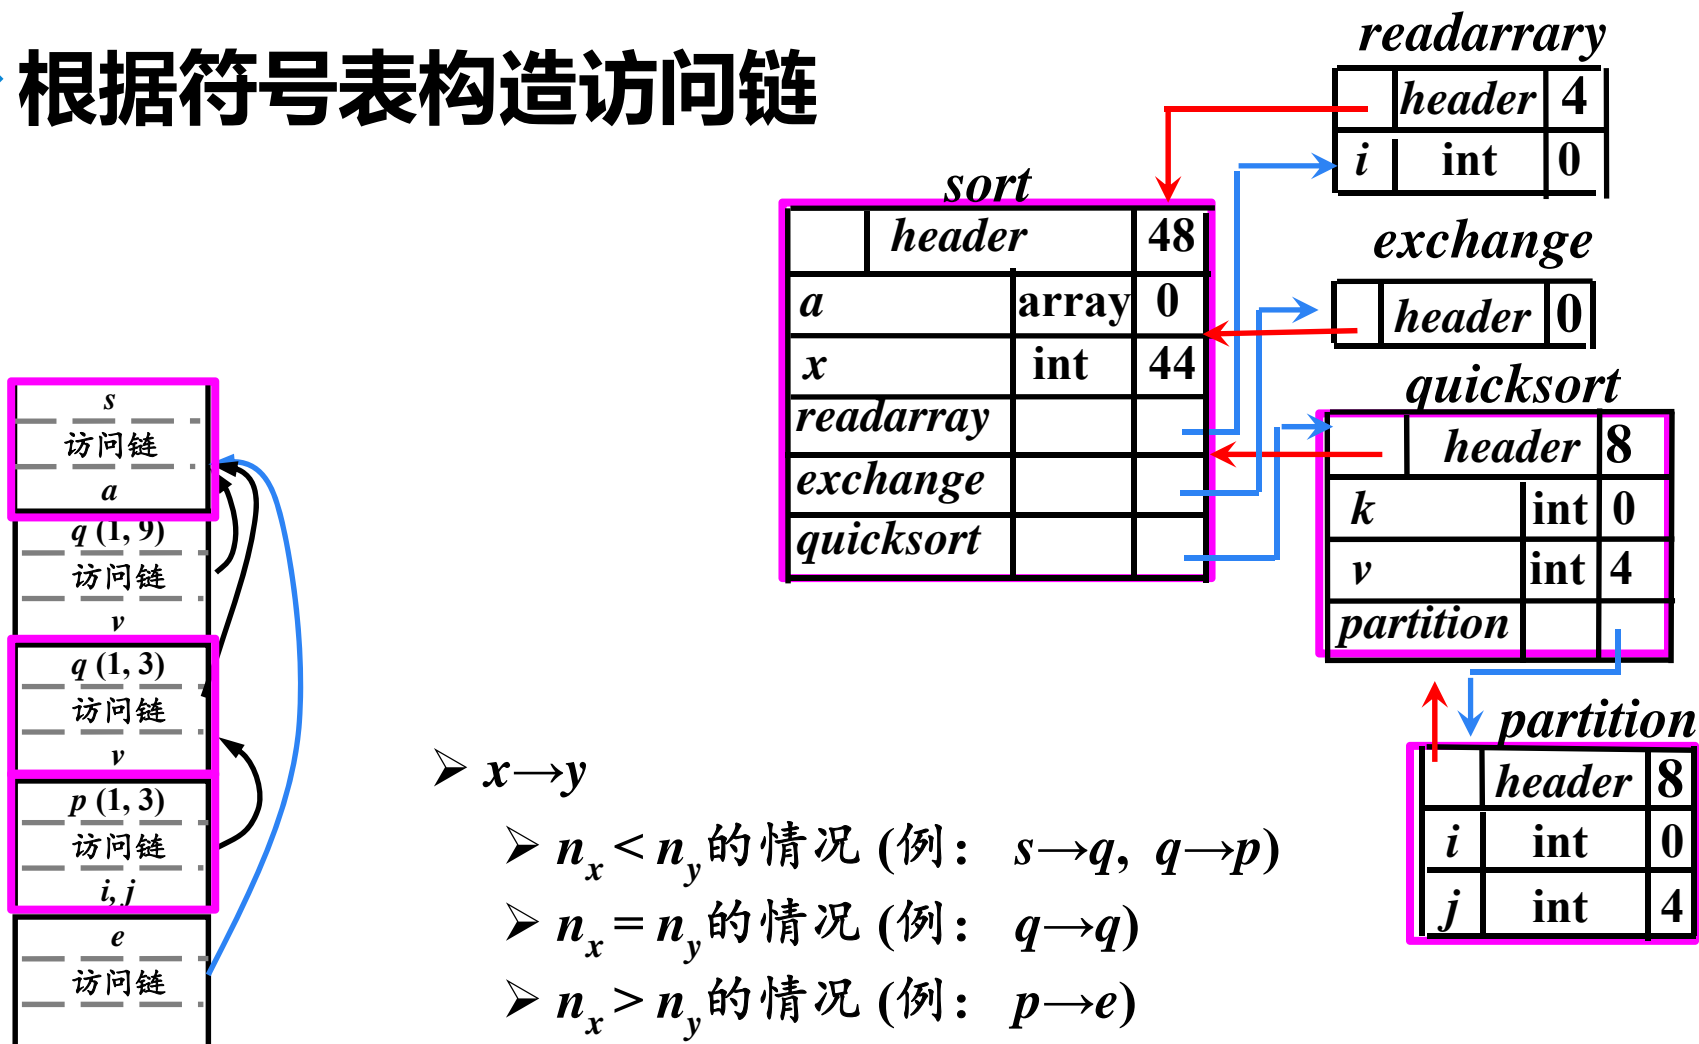 根据符号表构造访问链
readarrary
header 4
i int 0
sort
header 48
a array 0
x int 44
readarray
exchange
quicksort
exchange
header 0
quicksort
header 8
k int 0
v int 4
partition
partition
header 8
i int 0
j int 4
s
访问链
a
q (1, 9)
访问链
v
q (1, 3)
访问链
v
p (1, 3)
访问链
i, j
e
访问链
➢ x→y
➢ nx < ny的情况 (例： s→q, q→p)
➢ nx = ny的情况 (例： q→q)
➢ nx > ny的情况 (例： p→e)